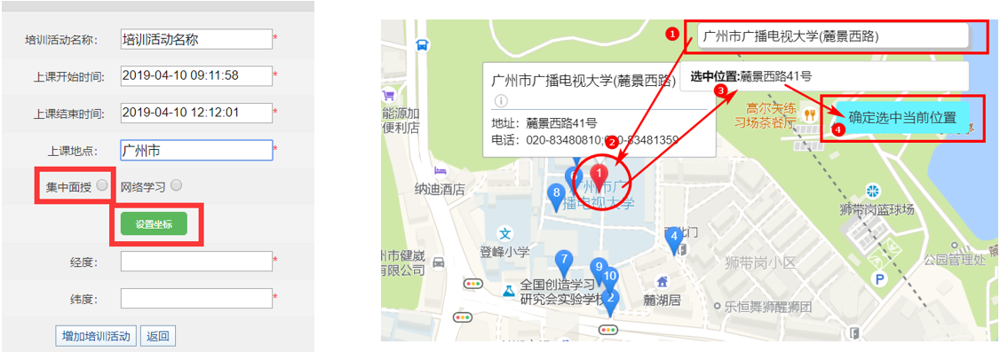 培训活动名称： 培训活动名称 *
上课开始时间: 2019-04-10 09:11:58 *
上课结束时间: 2019-04-10 12:12:01 *
上课地点： 广州市
集中面授 网络学习
设置坐标
经度： *
纬度： *
增加培训活动 返回
1
广州市广播电视大学(麓景西路)
选中位置:麓景西路41号
3
确定选中当前位置
4
广州市广播电视大学(麓景西路)
地址：麓景西路41号
电话：020-83480810;020-83481359
2
能源加
便利店
高尔夫练
习场茶餐厅
纳迪酒店
1
8
广州市广
播电视大学
狮带岗篮球场
文
登峰小学
4
西北门
州市健崴
有限公司
7
9
10
2
狮带岗小区
公园管理处
P
全国创造学习
研究会实验学校
麓湖居
乐恒舞狮醒狮团